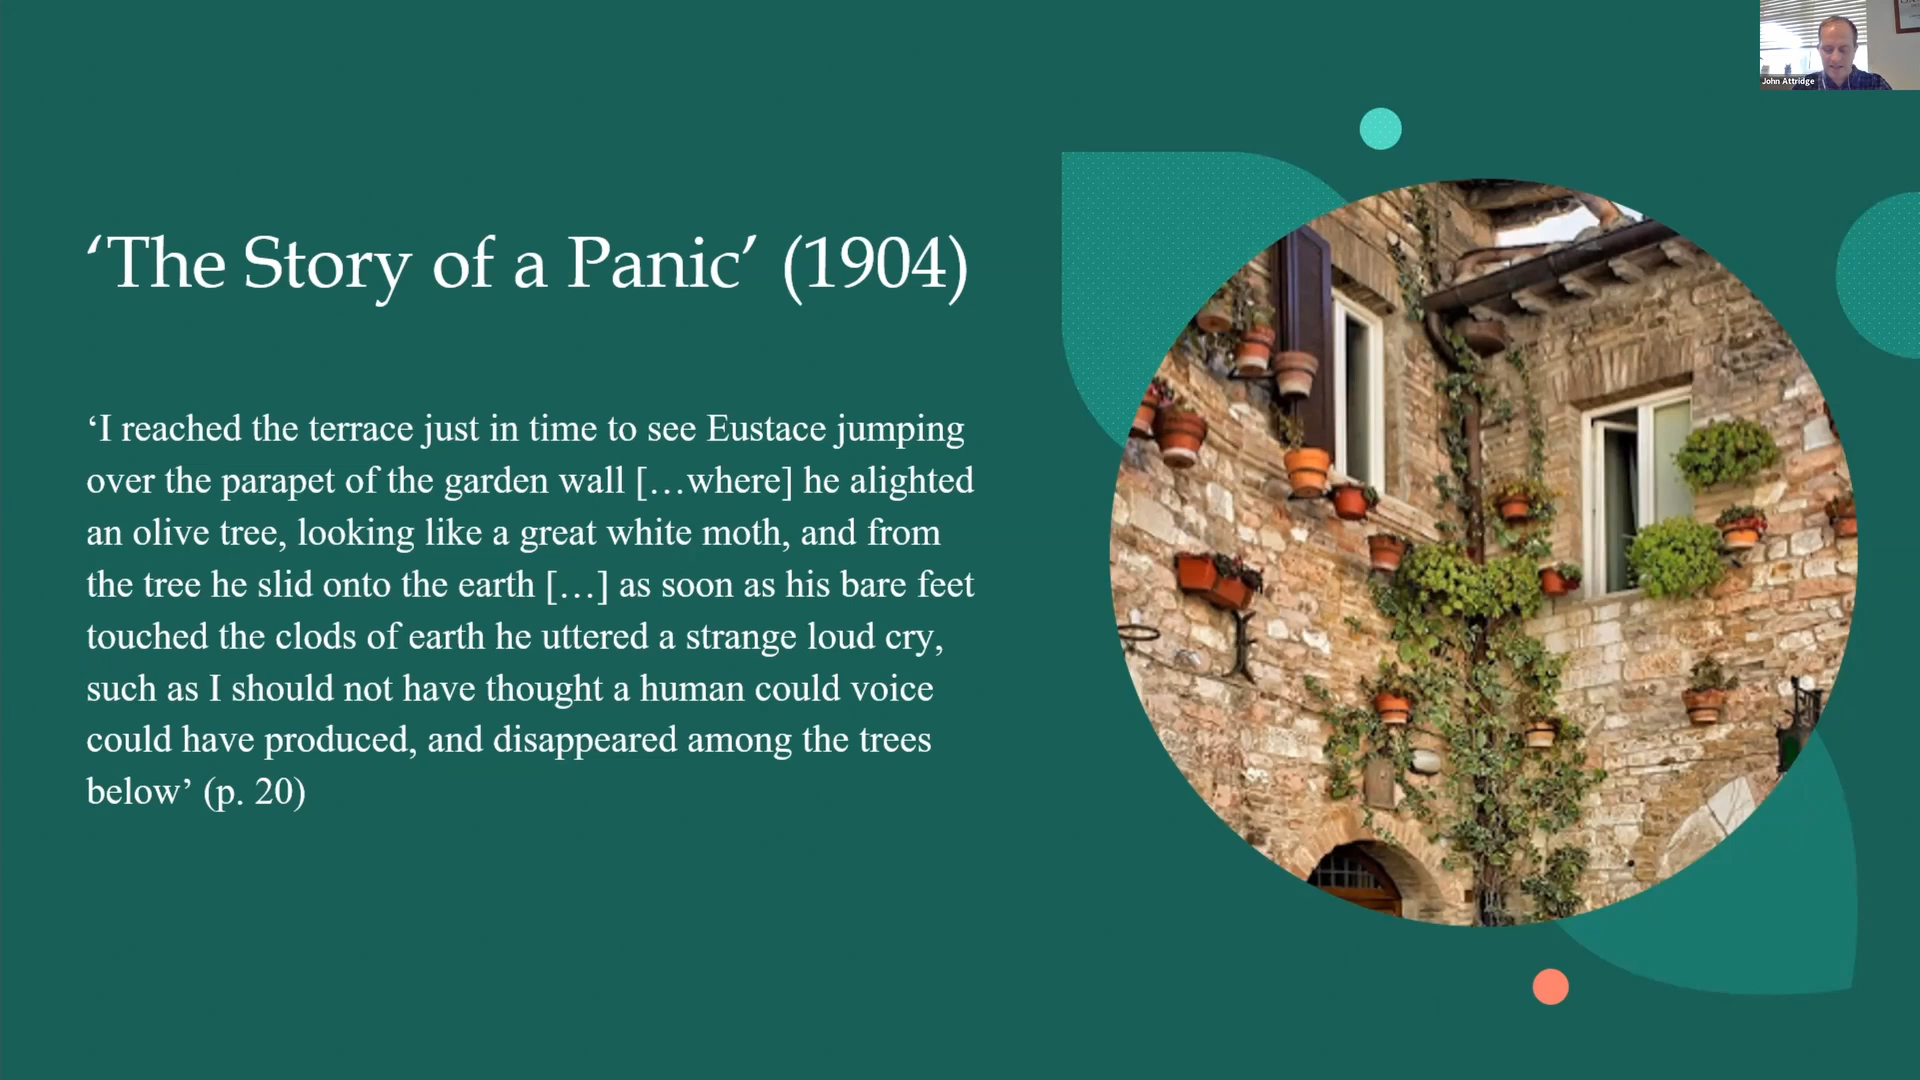 John Attridge
‘The Story of a Panic’ (1904)
‘I reached the terrace just in time to see Eustace jumping
over the parapet of the garden wall […where] he alighted
an olive tree, looking like a great white moth, and from
the tree he slid onto the earth […] as soon as his bare feet
touched the clods of earth he uttered a strange loud cry,
such as I should not have thought a human could voice
could have produced, and disappeared among the trees
below’ (p. 20)